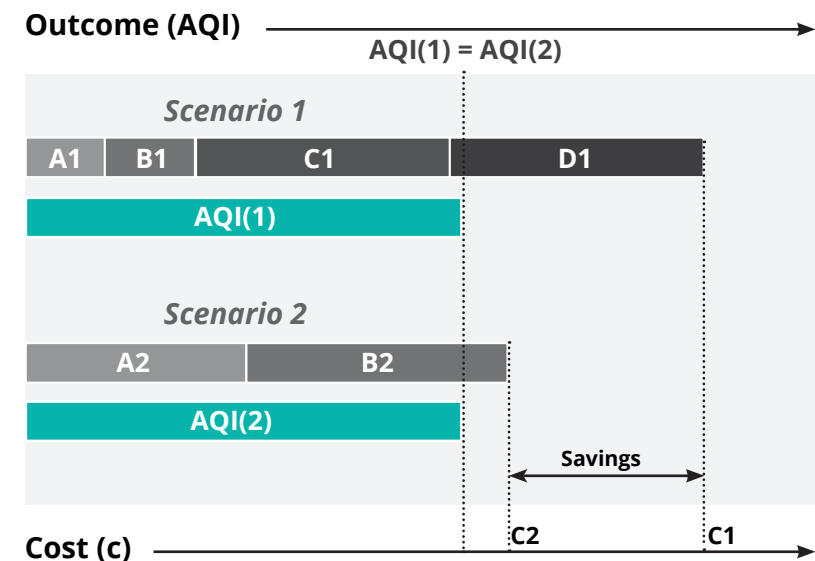 Outcome (AQI)
AQI(1) = AQI(2)
Scenario 1
A1 B1 C1 D1
AQI(1)
Scenario 2
A2 B2
AQI(2)
Savings
C2 C1
Cost (c)